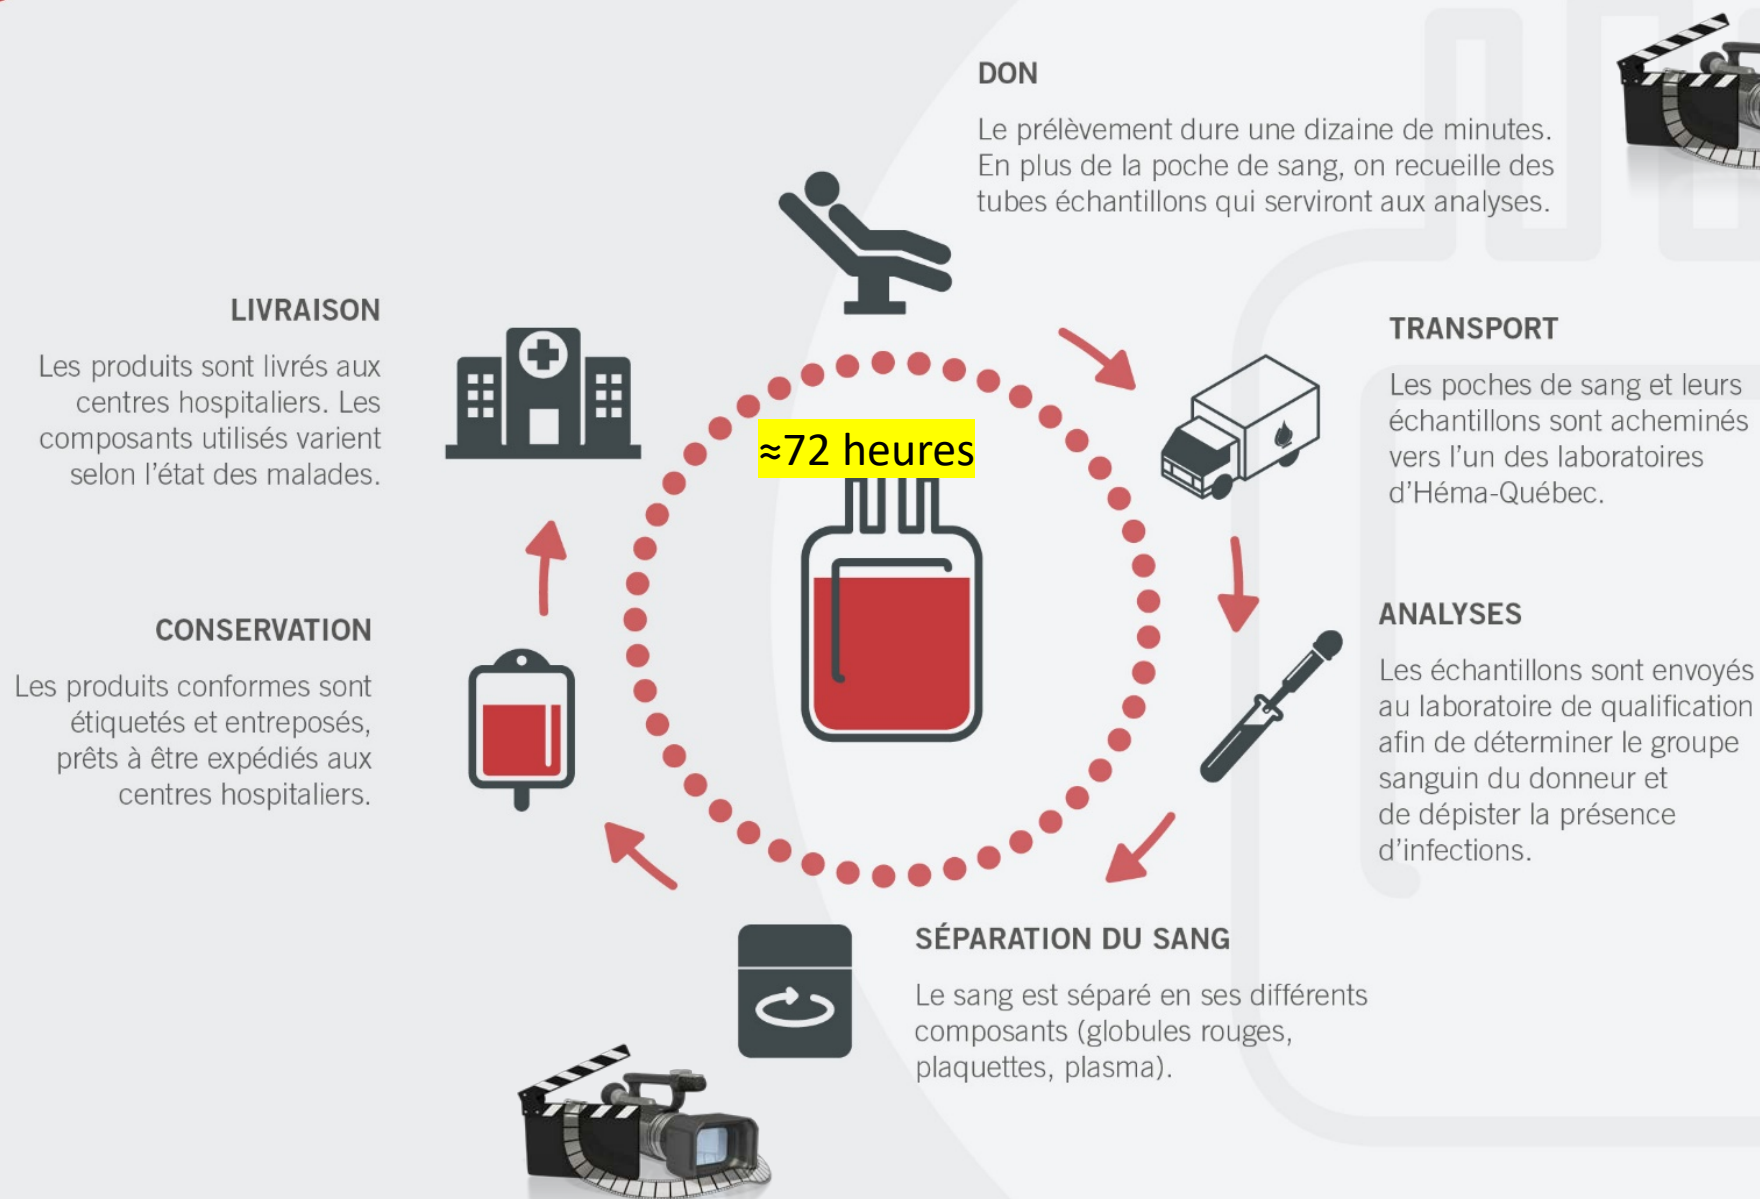 DON
Le prélèvement dure une dizaine de minutes.
En plus de la poche de sang, on recueille des
tubes échantillons qui serviront aux analyses.
TRANSPORT
Les poches de sang et leurs
échantillons sont acheminés
vers l’un des laboratoires
d’Héma-Québec.
ANALYSES
Les échantillons sont envoyés
au laboratoire de qualification
afin de déterminer le groupe
sanguin du donneur et
de dépister la présence
d’infections.
SÉPARATION DU SANG
Le sang est séparé en ses différents
composants (globules rouges,
plaquettes, plasma).
CONSERVATION
Les produits conformes sont
étiquetés et entreposés,
prêts à être expédiés aux
centres hospitaliers.
LIVRAISON
Les produits sont livrés aux
centres hospitaliers. Les
composants utilisés varient
selon l’état des malades.
≈72 heures